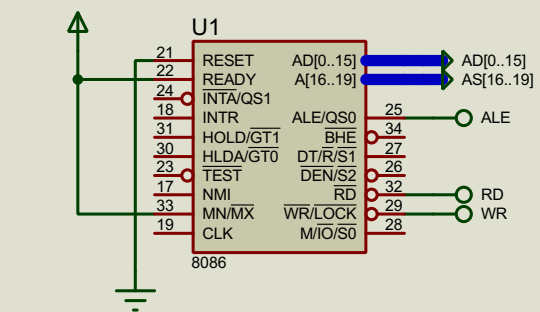 U1
21 RESET AD[0..15] AD[0..15]
22 READY A[16..19] AS[16..19]
24 INTA/QS1
18 INTR ALE/QS0 25 ALE
31 HOLD/GT1 BHE 34
30 HLDA/GT0 DT/R/S1 27
23 TEST DEN/S2 26
17 NMI RD 32 RD
33 MN/MX WR/LOCK 29 WR
19 CLK M/IO/S0 28
8086